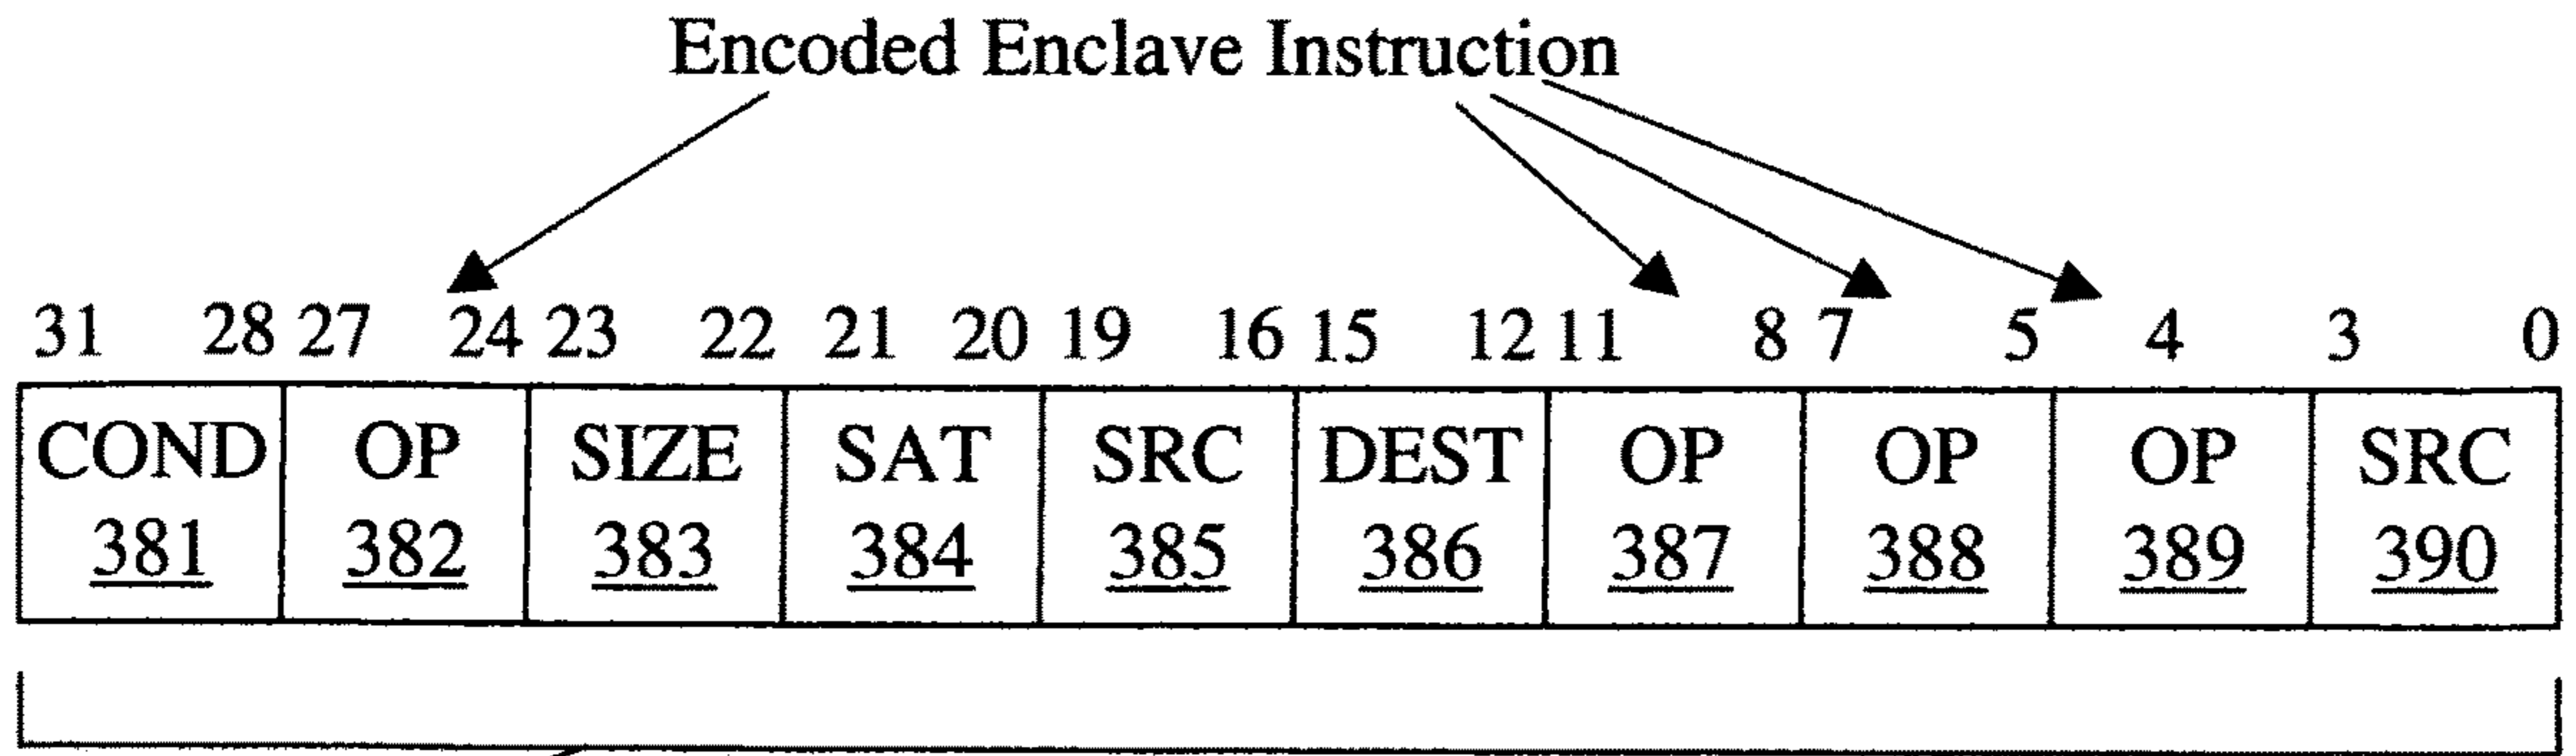 Encoded Enclave Instruction
31 28 27 24 23 22 21 20 19 16 15 12 11 8 7 5 4 3 0
COND OP SIZE SAT SRC DEST OP OP OP SRC
381 382 383 384 385 386 387 388 389 390